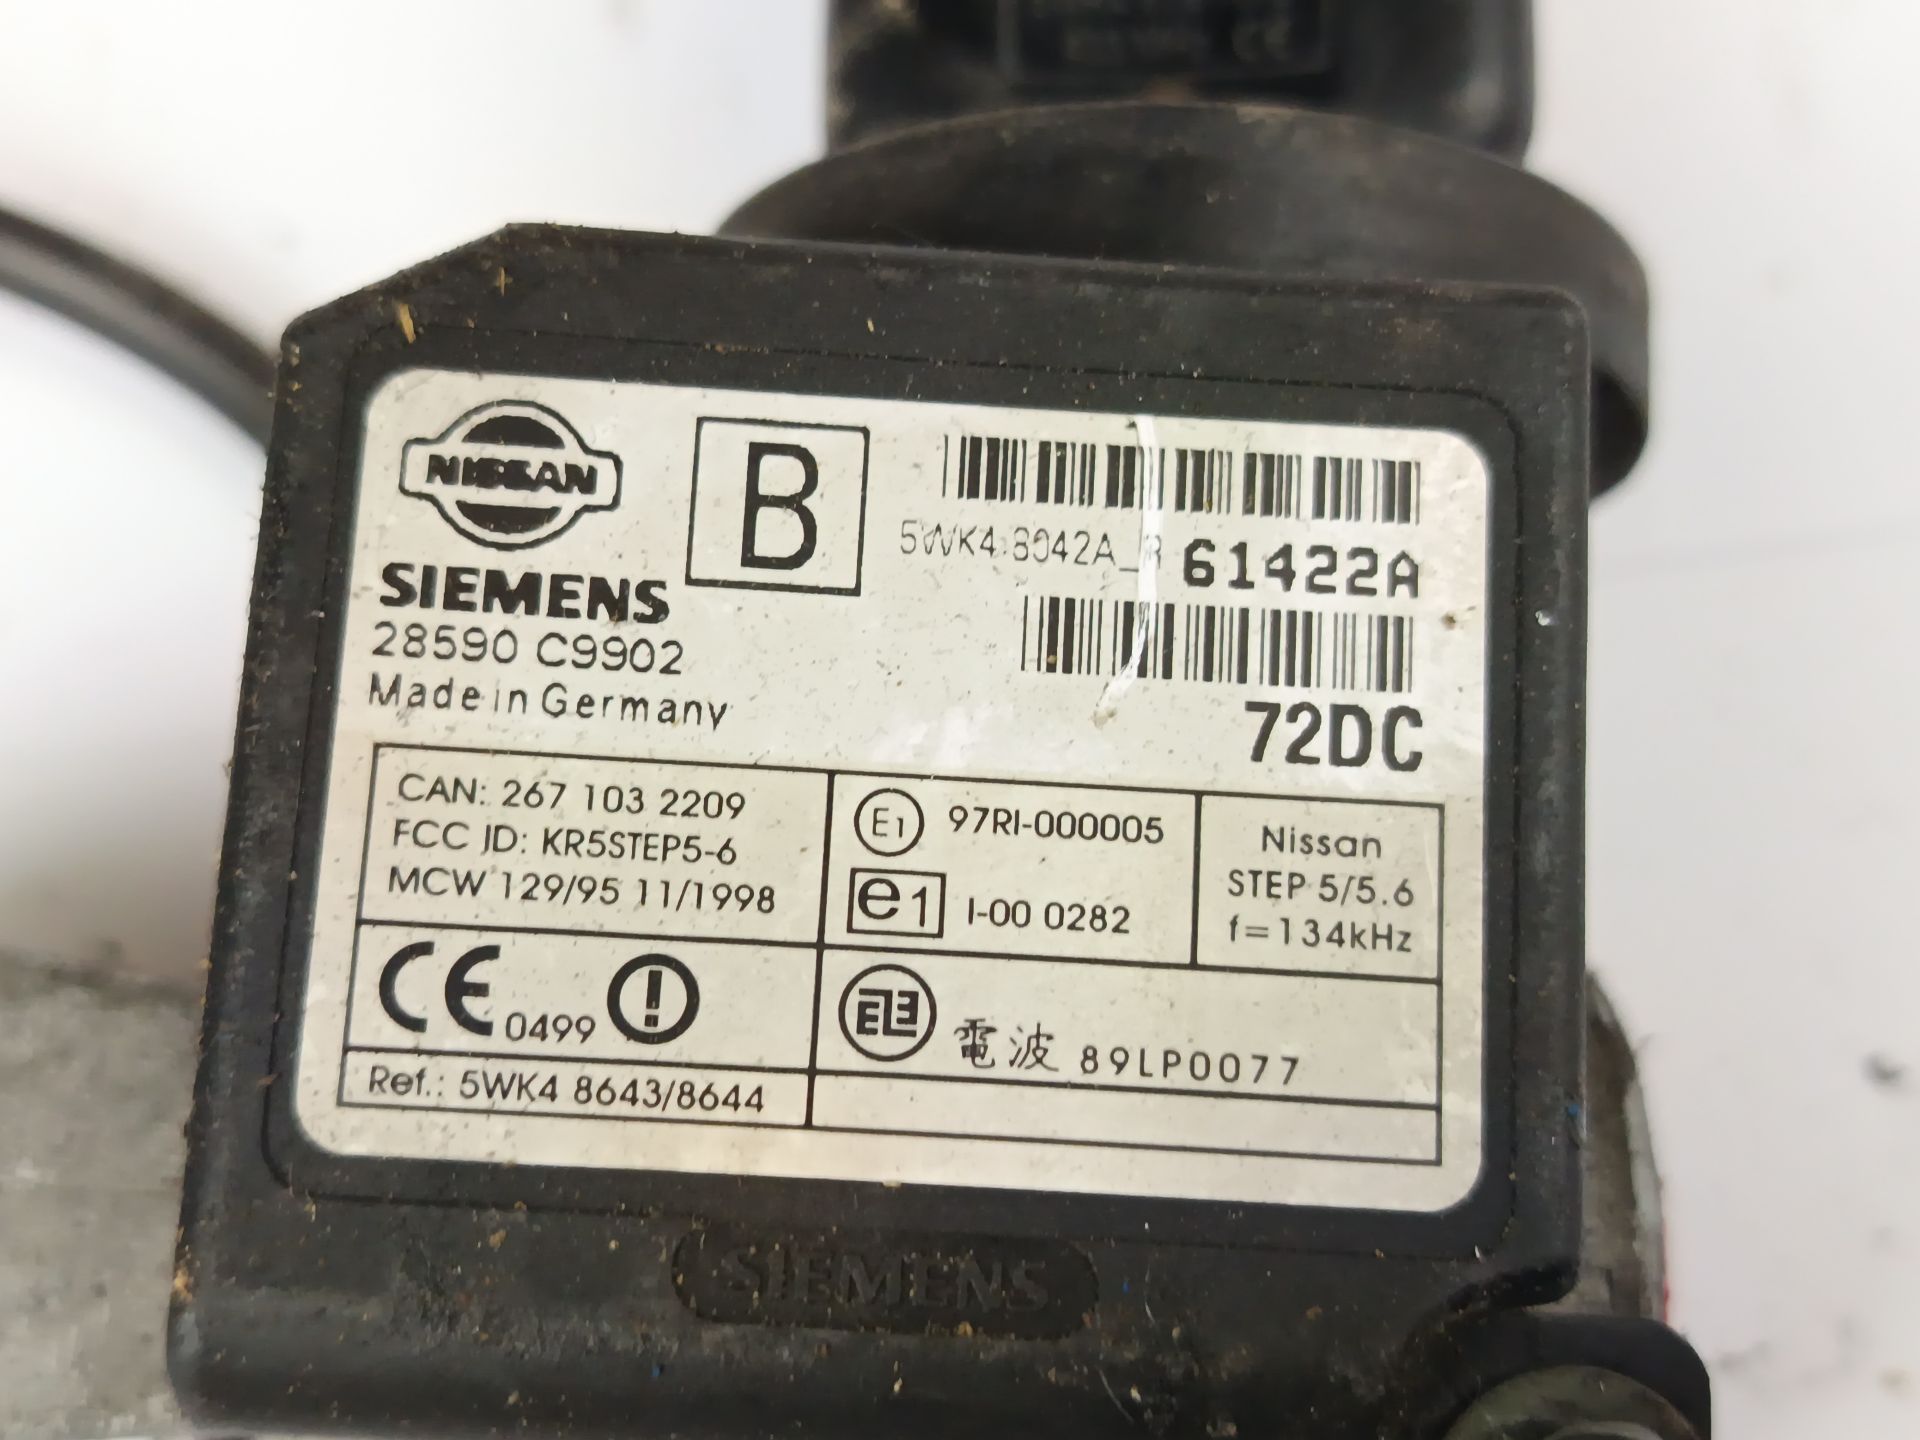 NISSAN
B
SIEMENS
28590 C9902
Made in Germany
61422A
72DC
CAN: 267 103 2209
FCC ID: KR5STEP5-6
MCW 129/95 11/1998
E1 97RI-000005
e1 I-00 0282
Nissan
STEP 5/5.6
f=134kHz
CE 0499 !
電波 89LP0077
Ref.: 5WK4 8643/8644
SIEMENS
CE